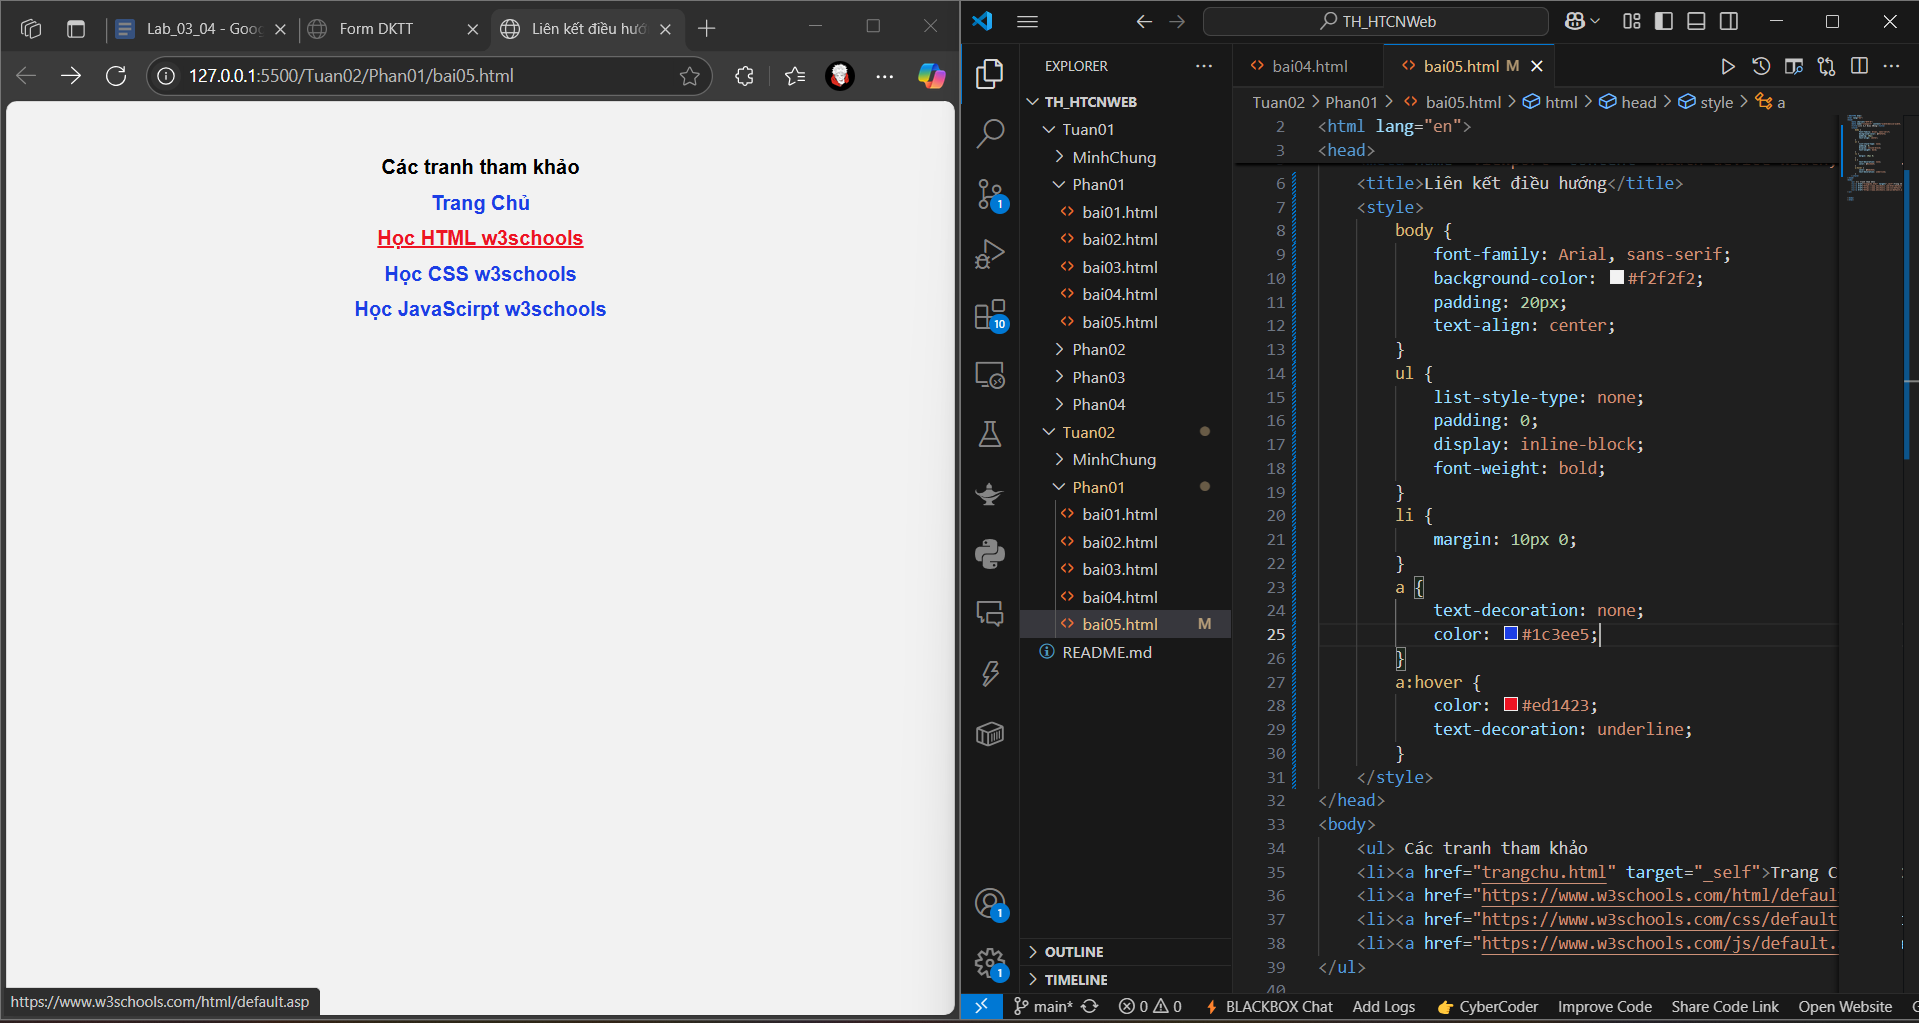 Lab_03_04 - Goog
Form DKTT
Liên kết điều hướ
127.0.0.1:5500/Tuan02/Phan01/bai05.html
Các tranh tham khảo
Trang Chủ
Học HTML w3schools
Học CSS w3schools
Học JavaScirpt w3schools
https://www.w3schools.com/html/default.asp
TH_HTCNWeb
EXPLORER
TH_HTCNWEB
Tuan01
MinhChung
Phan01
bai01.html
bai02.html
bai03.html
bai04.html
bai05.html
Phan02
Phan03
Phan04
Tuan02
MinhChung
Phan01
bai01.html
bai02.html
bai03.html
bai04.html
bai05.html M
README.md
OUTLINE
TIMELINE
1
10
1
1
bai04.html
bai05.html M
Tuan02 > Phan01 > bai05.html > html > head > style > a
2 <html lang="en">
3 <head>
6 <title>Liên kết điều hướng</title>
7 <style>
8 body {
9 font-family: Arial, sans-serif;
10 background-color: #f2f2f2;
11 padding: 20px;
12 text-align: center;
13 }
14 ul {
15 list-style-type: none;
16 padding: 0;
17 display: inline-block;
18 font-weight: bold;
19 }
20 li {
21 margin: 10px 0;
22 }
23 a {
24 text-decoration: none;
25 color: #1c3ee5;
26 }
27 a:hover {
28 color: #ed1423;
29 text-decoration: underline;
30 }
31 </style>
32 </head>
33 <body>
34 <ul> Các tranh tham khảo
35 <li><a href="trangchu.html" target="_self">Trang C
36 <li><a href="https://www.w3schools.com/html/defaul
37 <li><a href="https://www.w3schools.com/css/default
38 <li><a href="https://www.w3schools.com/js/default.
39 </ul>
40
main* 0 0 BLACKBOX Chat Add Logs CyberCoder Improve Code Share Code Link Open Website